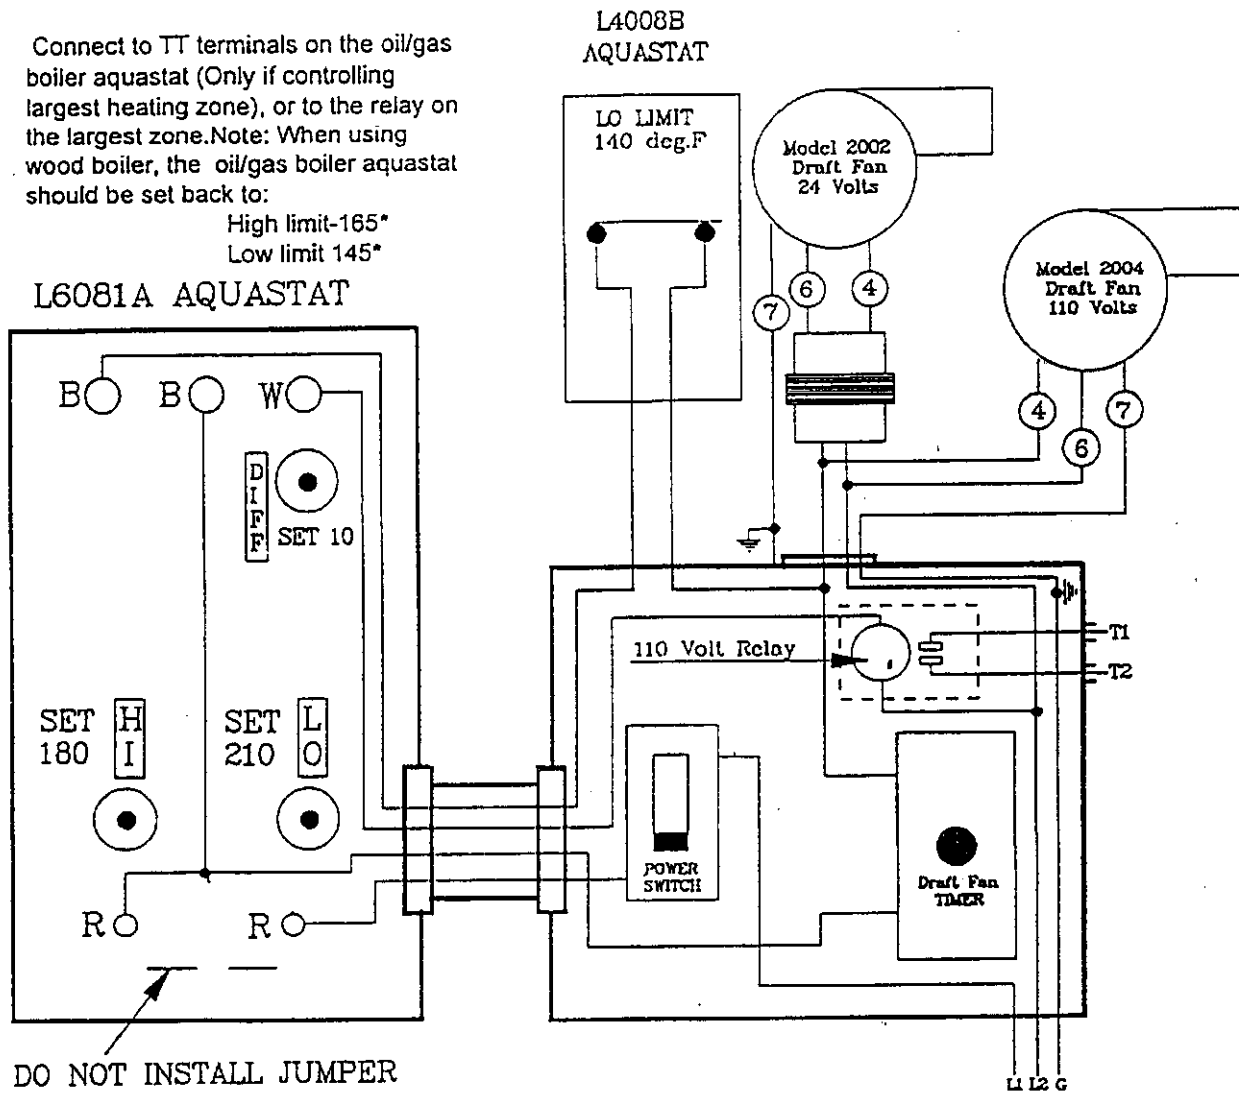 Connect to TT terminals on the oil/gas
boiler aquastat (Only if controlling
largest heating zone), or to the relay on
the largest zone.Note: When using
wood boiler, the oil/gas boiler aquastat
should be set back to:
High limit-165*
Low limit 145*
L4008B
AQUASTAT
LO LIMIT
140 deg.F
Model 2002
Draft Fan
24 Volts
7
6
4
Model 2004
Draft Fan
110 Volts
4
6
7
L6081A AQUASTAT
B
B
W
DIFF
SET 10
SET
180
HI
SET
210
LO
R
R
DO NOT INSTALL JUMPER
110 Volt Relay
T1
T2
POWER
SWITCH
Draft Fan
TIMER
L1 L2 G